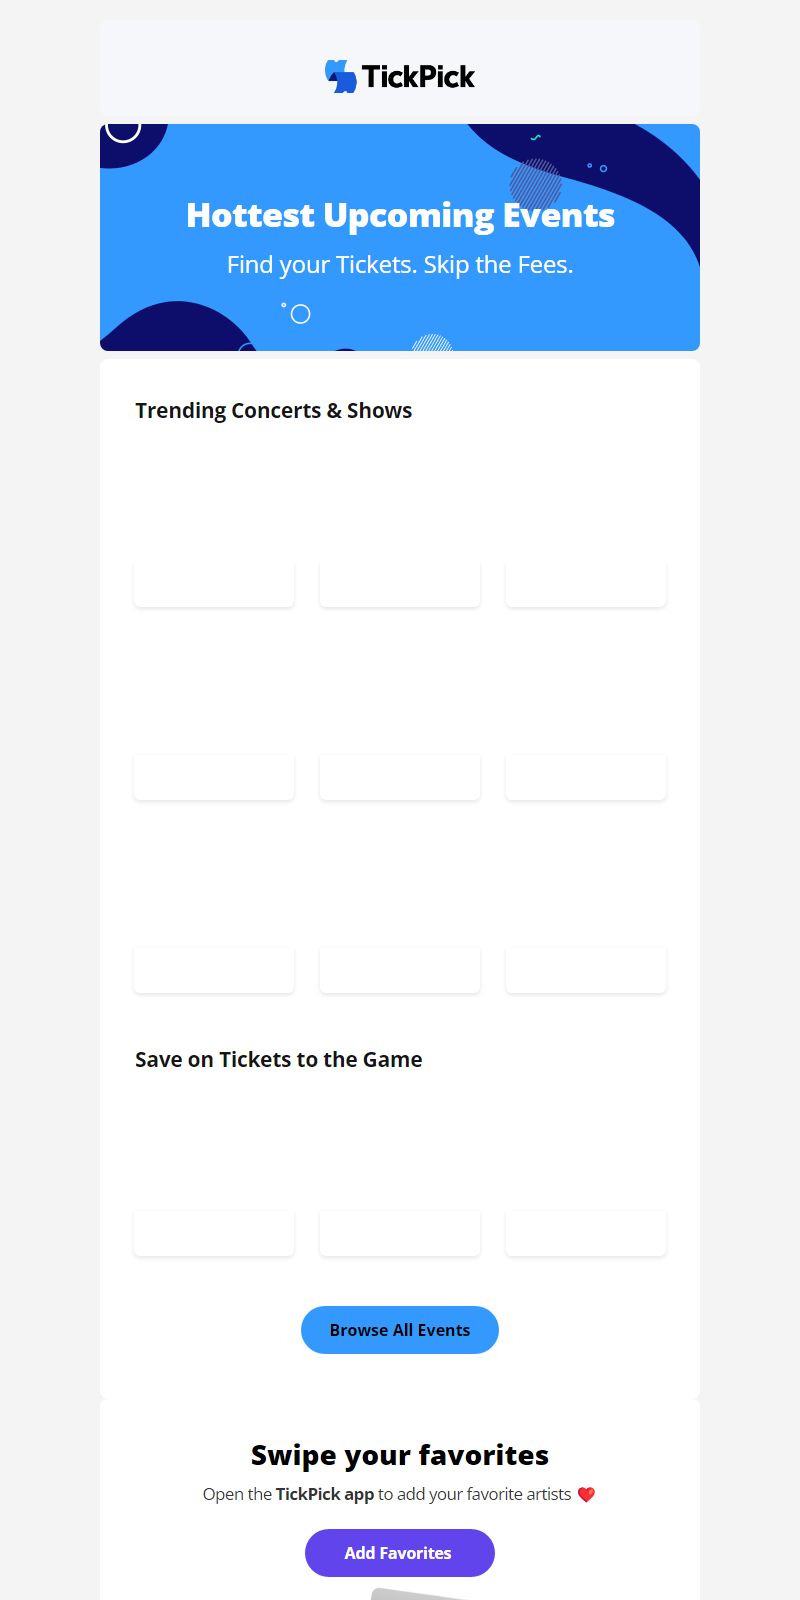 TickPick
Hottest Upcoming Events
Find your Tickets. Skip the Fees.
Trending Concerts & Shows
Save on Tickets to the Game
Browse All Events
Swipe your favorites
Open the TickPick app to add your favorite artists ❤️
Add Favorites